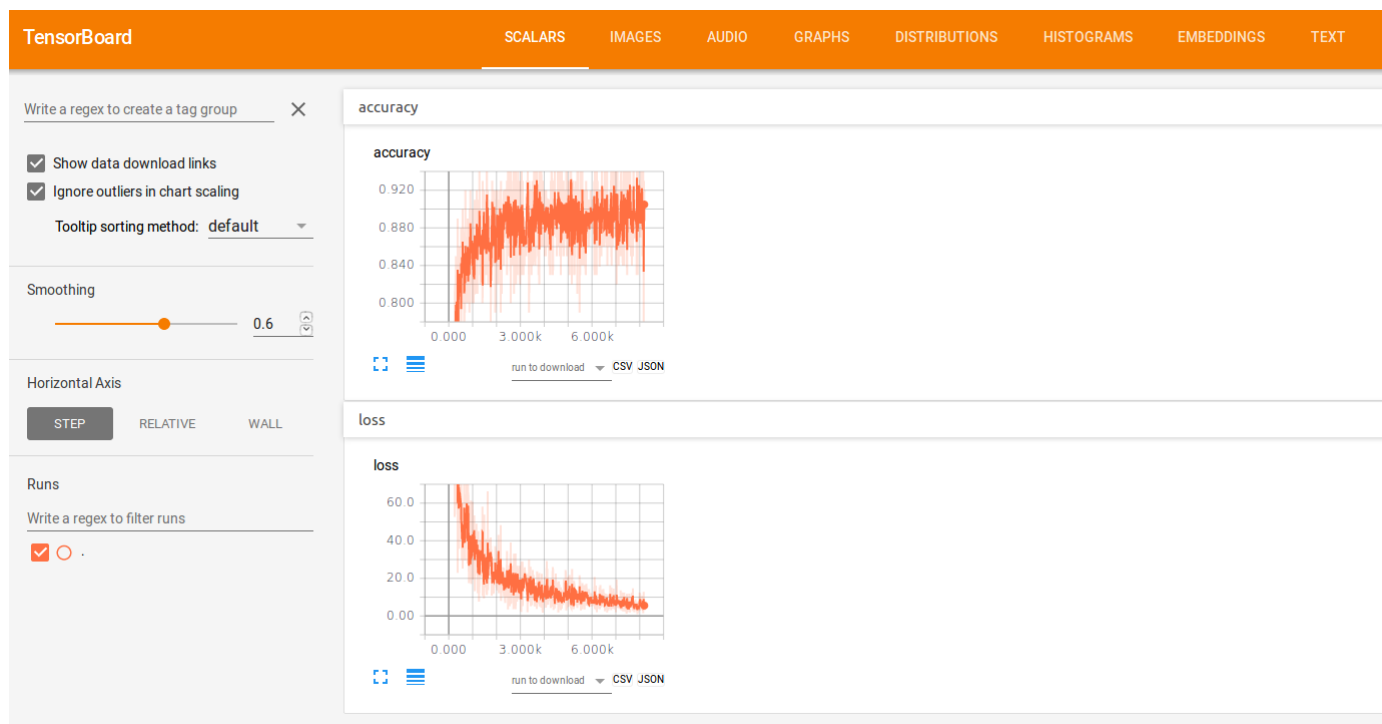 TensorBoard
SCALARS IMAGES AUDIO GRAPHS DISTRIBUTIONS HISTOGRAMS EMBEDDINGS TEXT
Write a regex to create a tag group
Show data download links
Ignore outliers in chart scaling
Tooltip sorting method: default
Smoothing
0.6
Horizontal Axis
STEP RELATIVE WALL
Runs
Write a regex to filter runs
.
accuracy
accuracy
0.920
0.880
0.840
0.800
0.000 3.000k 6.000k
run to download CSV JSON
loss
loss
60.0
40.0
20.0
0.00
0.000 3.000k 6.000k
run to download CSV JSON